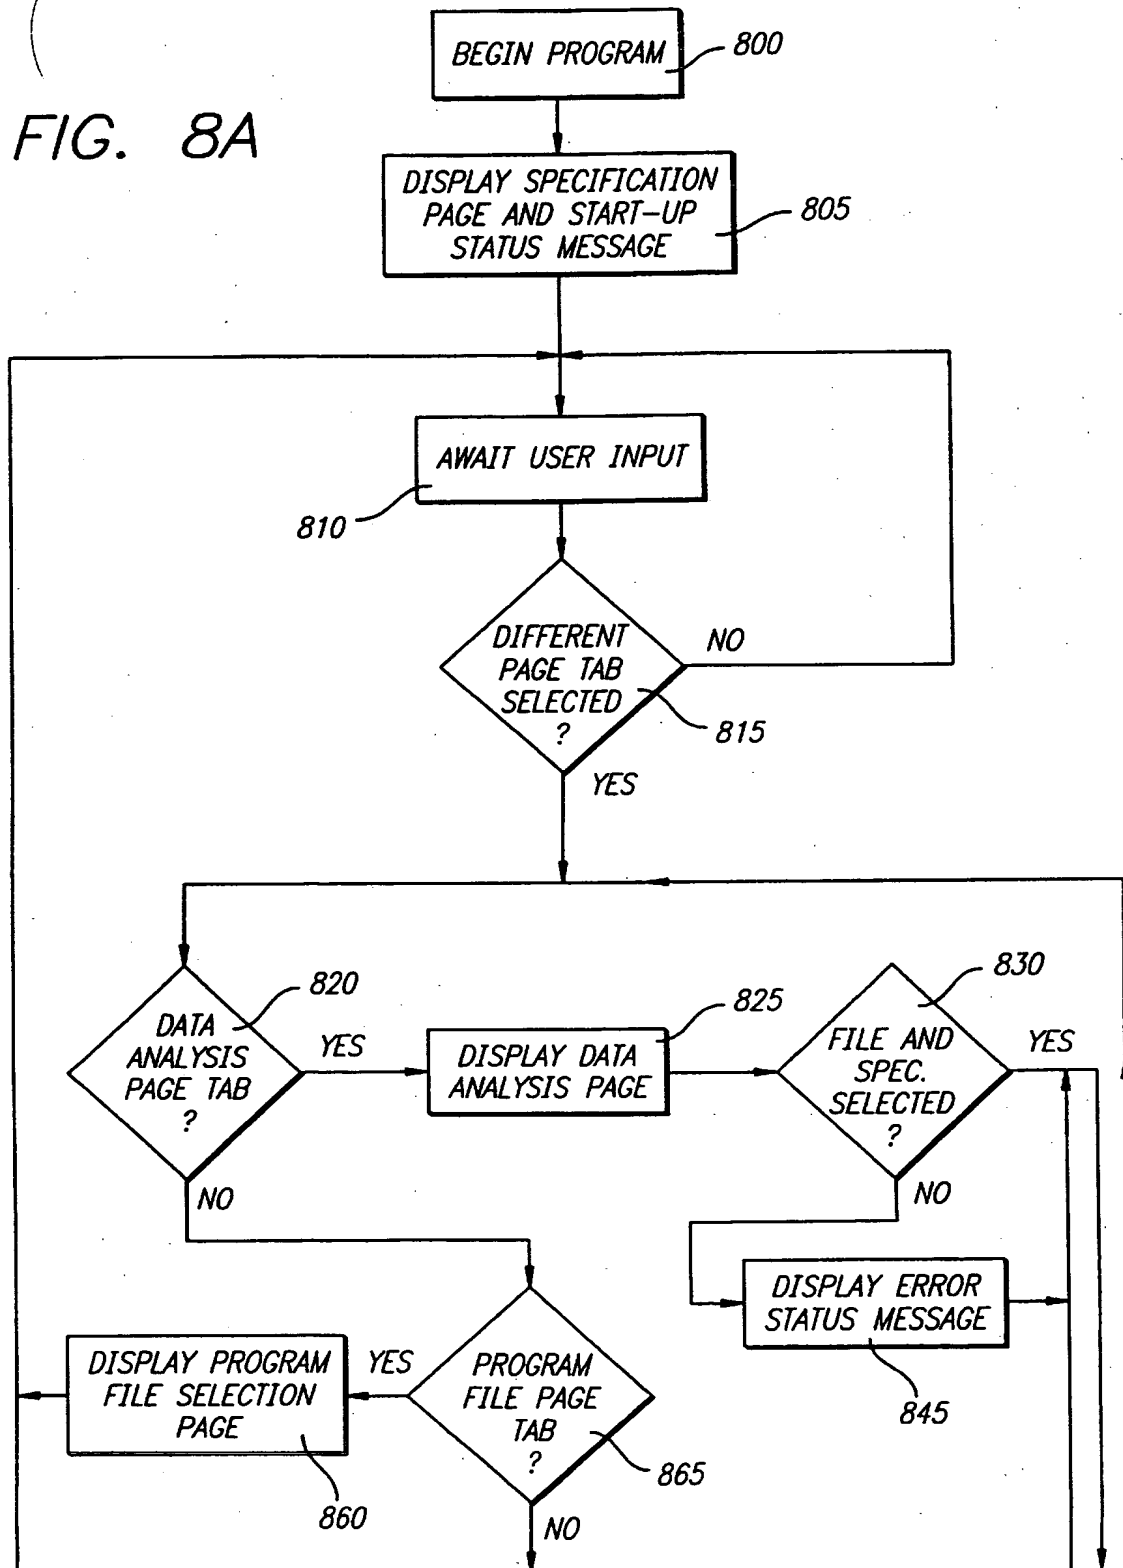 BEGIN PROGRAM
800
FIG. 8A
DISPLAY SPECIFICATION
PAGE AND START-UP
STATUS MESSAGE
805
AWAIT USER INPUT
810
DIFFERENT
PAGE TAB
SELECTED
?
NO
815
YES
820
DATA
ANALYSIS
PAGE TAB
?
YES
825
DISPLAY DATA
ANALYSIS PAGE
830
FILE AND
SPEC.
SELECTED
?
YES
NO
NO
DISPLAY ERROR
STATUS MESSAGE
845
DISPLAY PROGRAM
FILE SELECTION
PAGE
860
YES
PROGRAM
FILE PAGE
TAB
?
865
NO